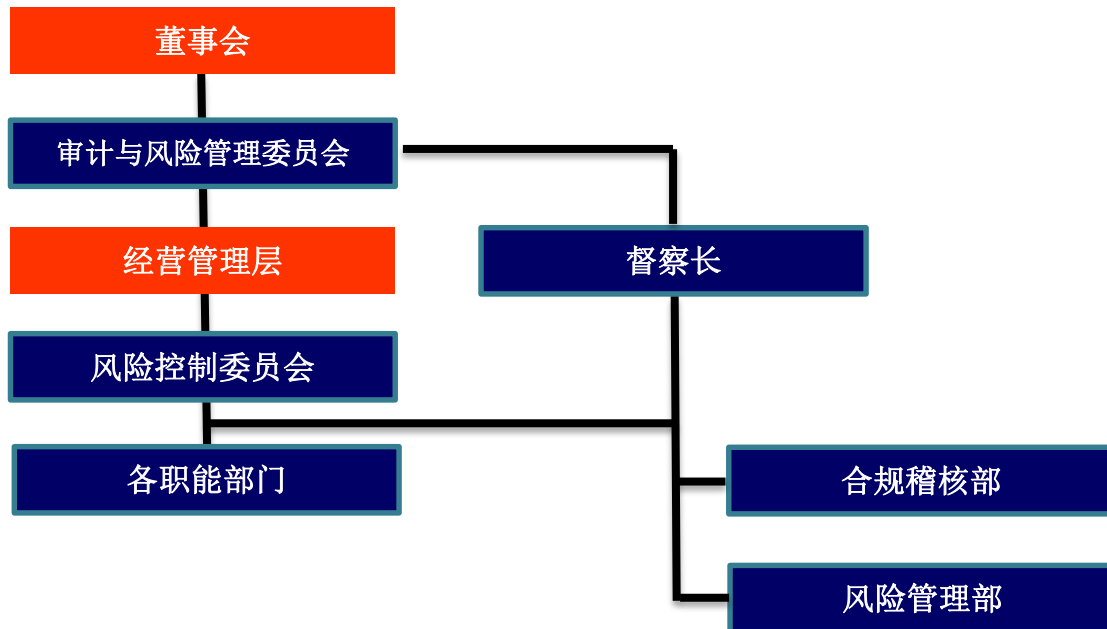 董事会
审计与风险管理委员会
经营管理层
督察长
风险控制委员会
各职能部门
合规稽核部
风险管理部